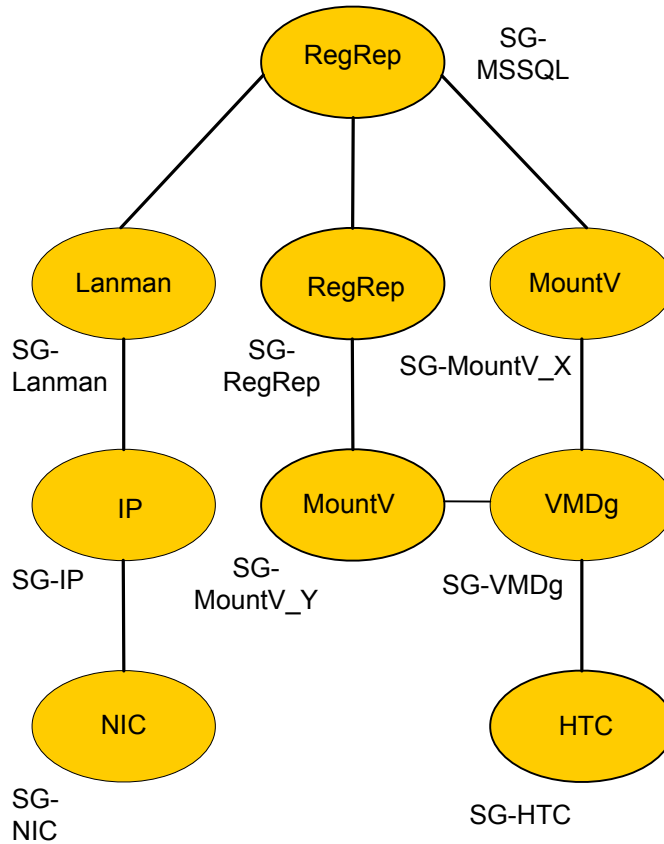 RegRep
SG-
MSSQL
Lanman
RegRep
MountV
SG-
Lanman
SG-
RegRep
SG-MountV_X
IP
MountV
VMDg
SG-IP
SG-
MountV_Y
SG-VMDg
NIC
HTC
SG-
NIC
SG-HTC